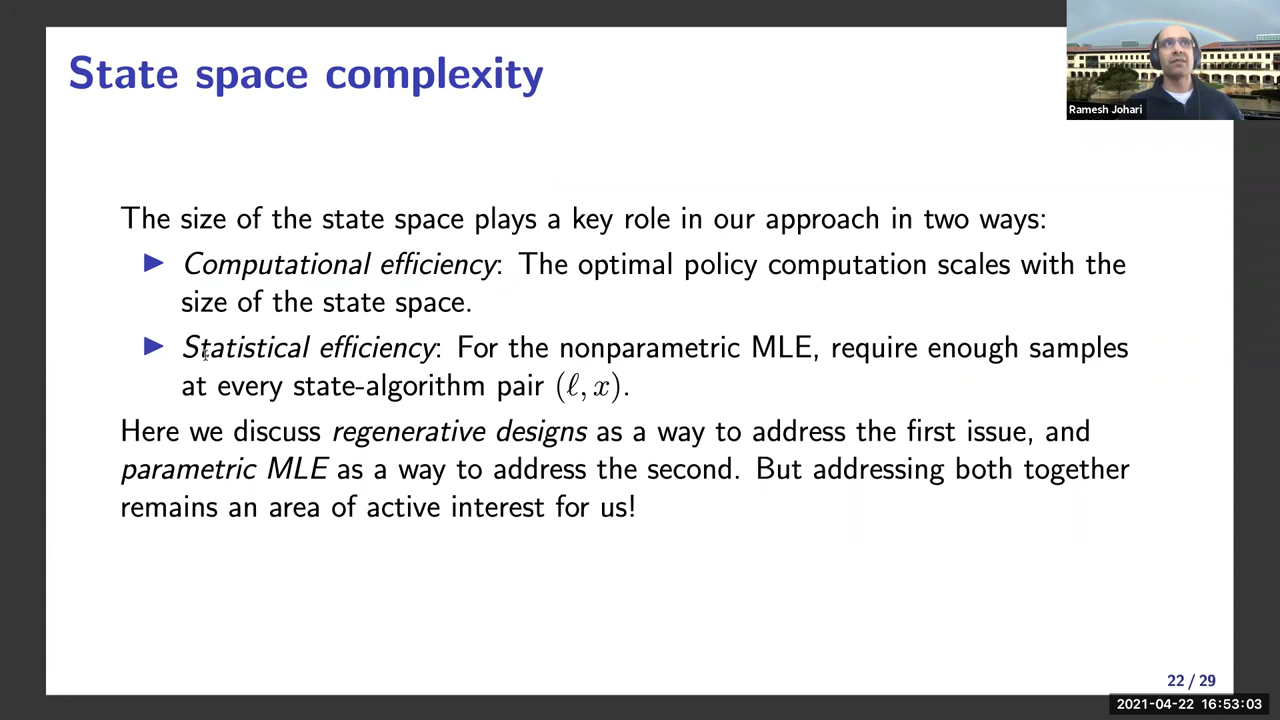 State space complexity
Ramesh Johari
The size of the state space plays a key role in our approach in two ways:
▶ Computational efficiency: The optimal policy computation scales with the
size of the state space.
▶ Statistical efficiency: For the nonparametric MLE, require enough samples
at every state-algorithm pair (ℓ, x).
Here we discuss regenerative designs as a way to address the first issue, and
parametric MLE as a way to address the second. But addressing both together
remains an area of active interest for us!
22 / 29
2021-04-22 16:53:03